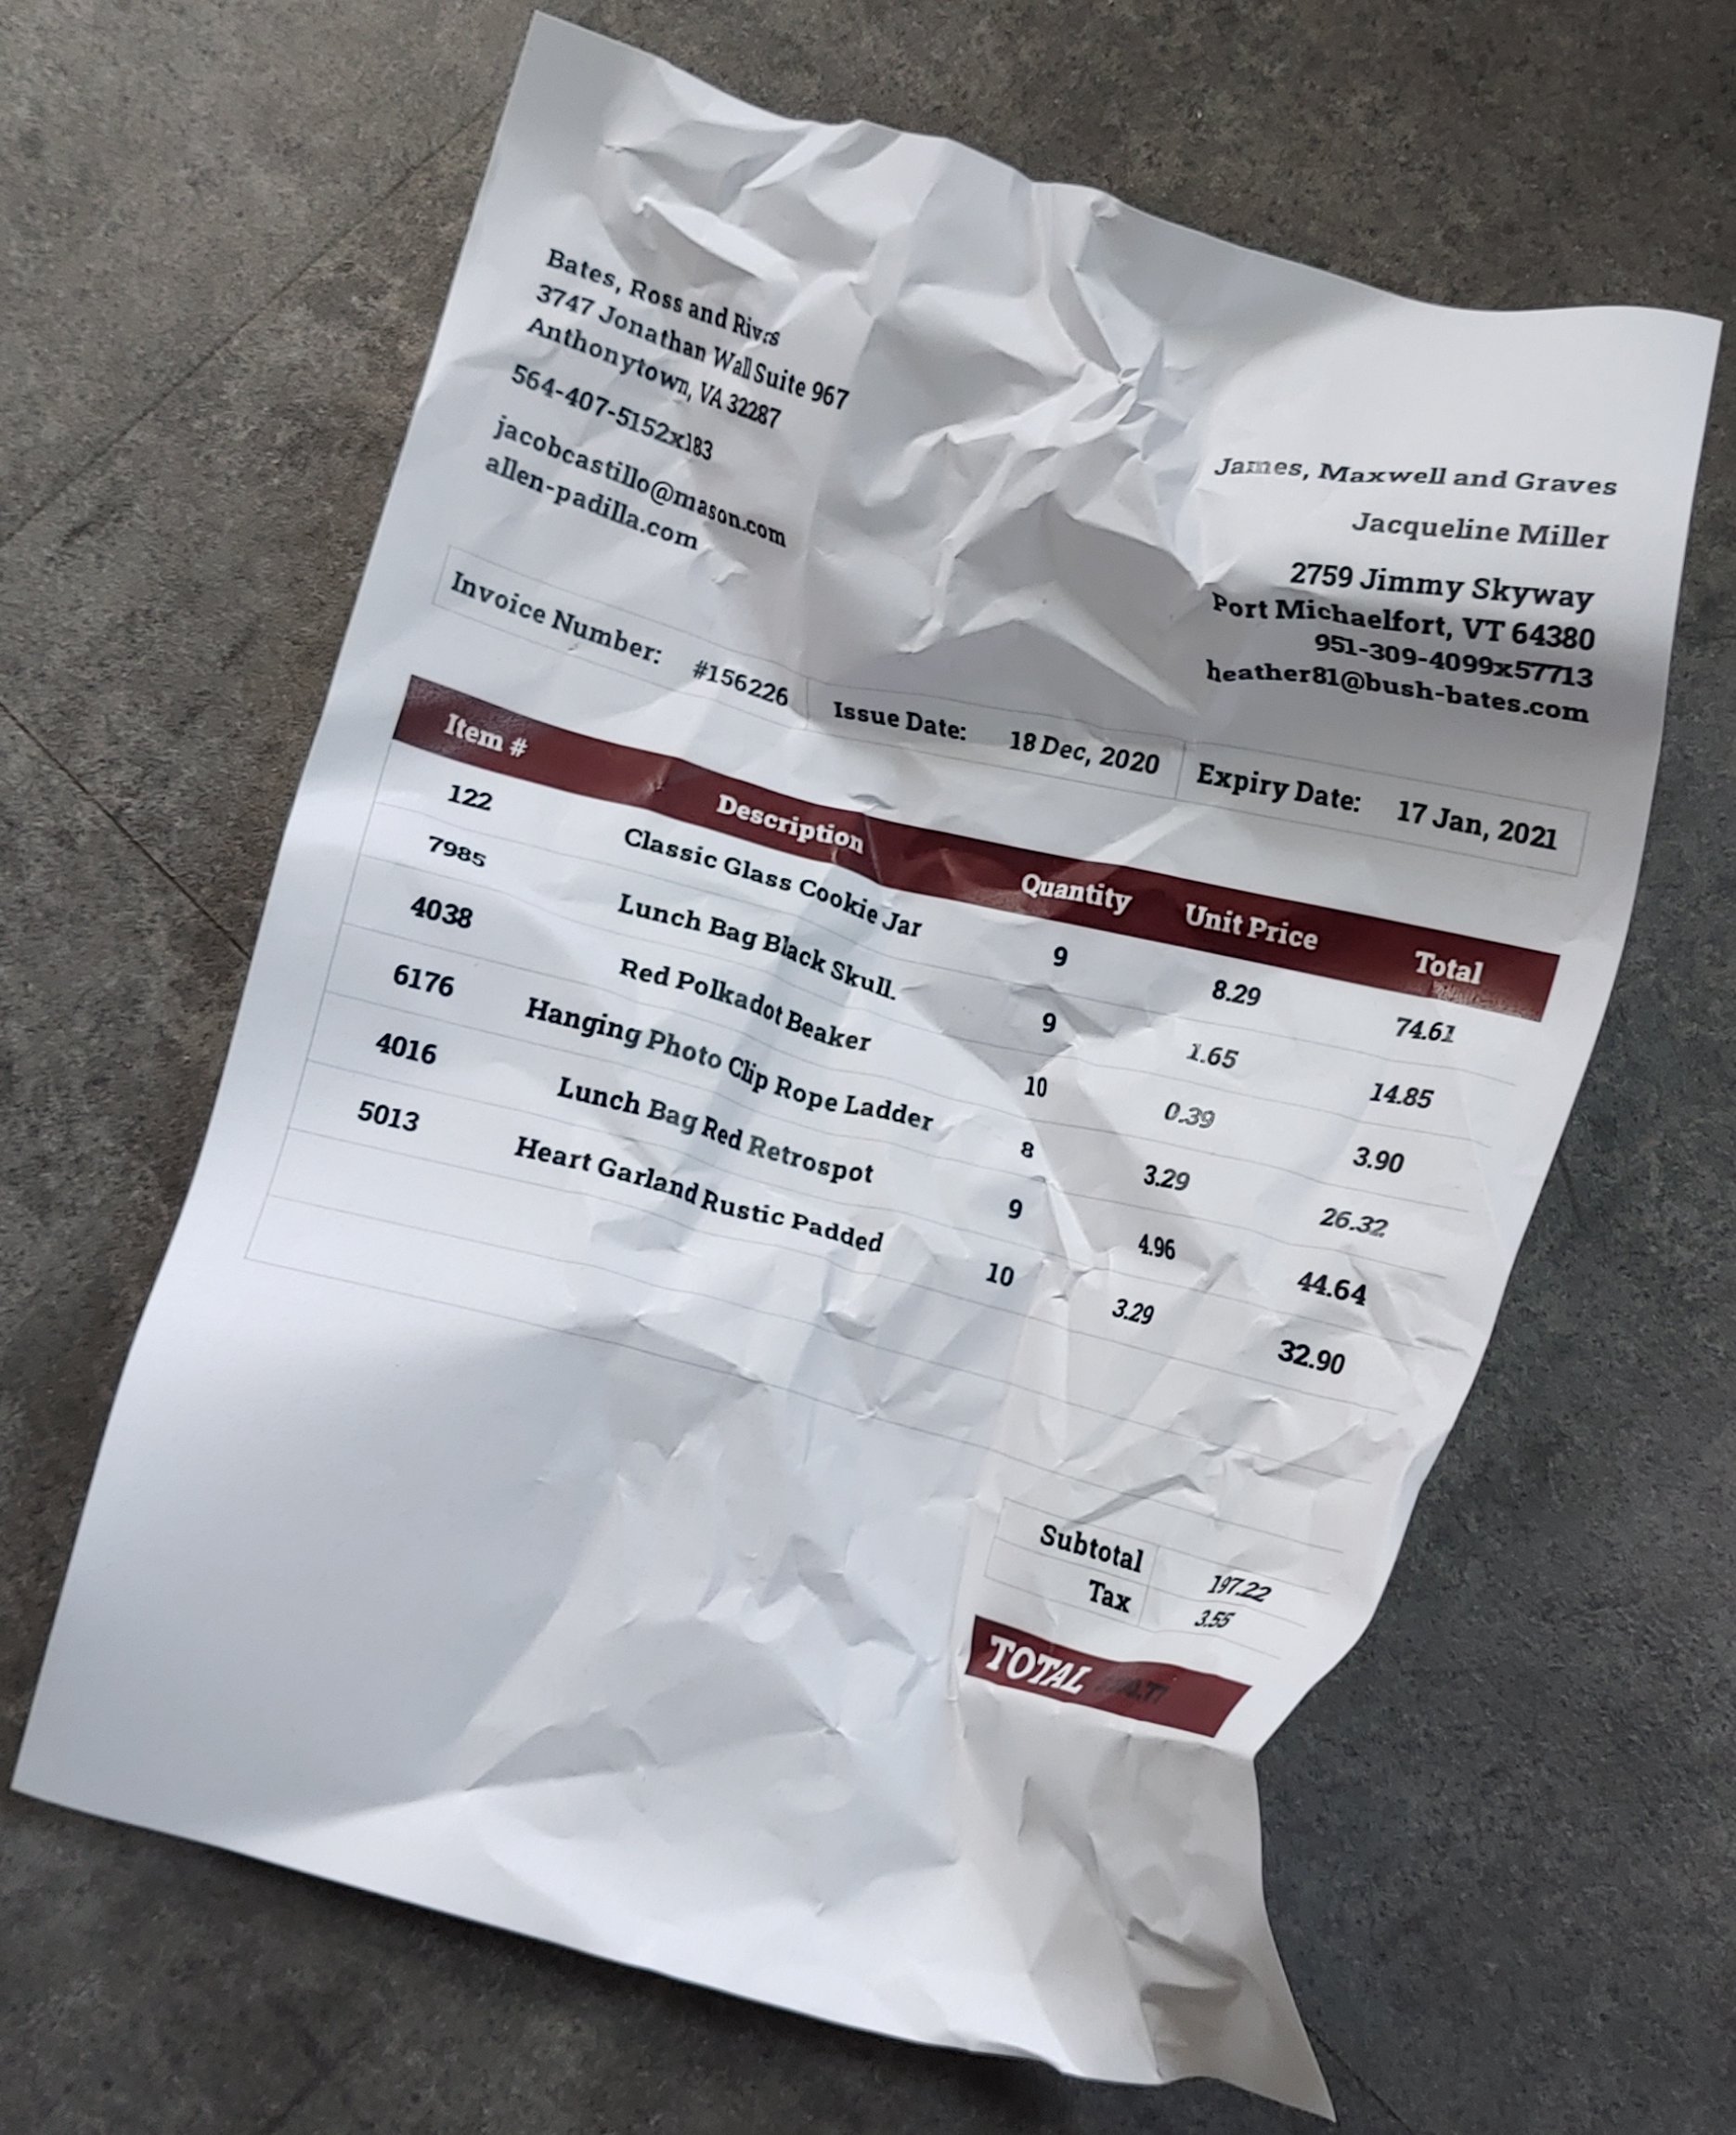 Bates, Ross and Rivers
3747 Jonathan Wall Suite 967
Anthonytown, VA 32287
564-407-5152x183
jacobcastillo@mason.com
allen-padilla.com
James, Maxwell and Graves
Jacqueline Miller
2759 Jimmy Skyway
Port Michaelfort, VT 64380
951-309-4099x57713
heather81@bush-bates.com
Invoice Number: #156226 Issue Date: 18 Dec, 2020 Expiry Date: 17 Jan, 2021
Item # Description Quantity Unit Price Total
122 Classic Glass Cookie Jar 9 8.29 74.61
7985 Lunch Bag Black Skull. 9 1.65 14.85
4038 Red Polkadot Beaker 10 0.39 3.90
6176 Hanging Photo Clip Rope Ladder 8 3.29 26.32
4016 Lunch Bag Red Retrospot 9 4.96 44.64
5013 Heart Garland Rustic Padded 10 3.29 32.90
Subtotal 197.22
Tax 3.55
TOTAL